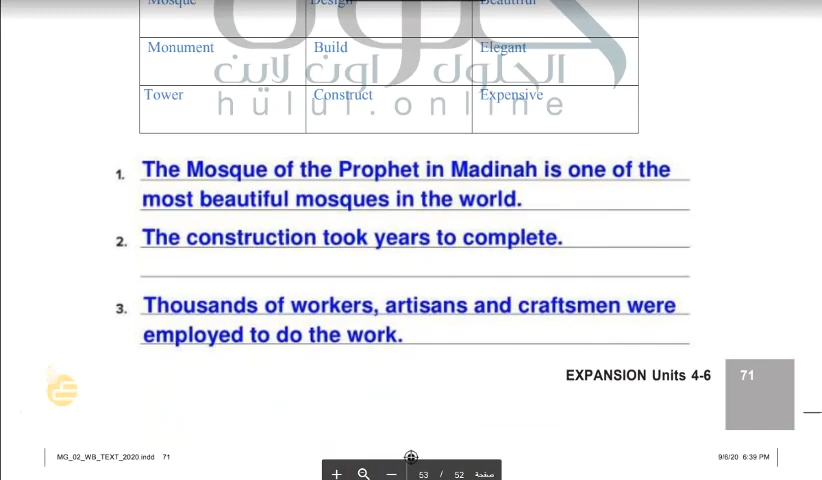 Mosque Design Beautiful
Monument Build Elegant
الحلول اون لاين
Tower Construct Expensive
hülul.online
1. The Mosque of the Prophet in Madinah is one of the
most beautiful mosques in the world.
2. The construction took years to complete.
3. Thousands of workers, artisans and craftsmen were
employed to do the work.
EXPANSION Units 4-6 71
MG_02_WB_TEXT_2020.indd 71 9/6/20 6:39 PM
+ − 53 / 52 صفحة